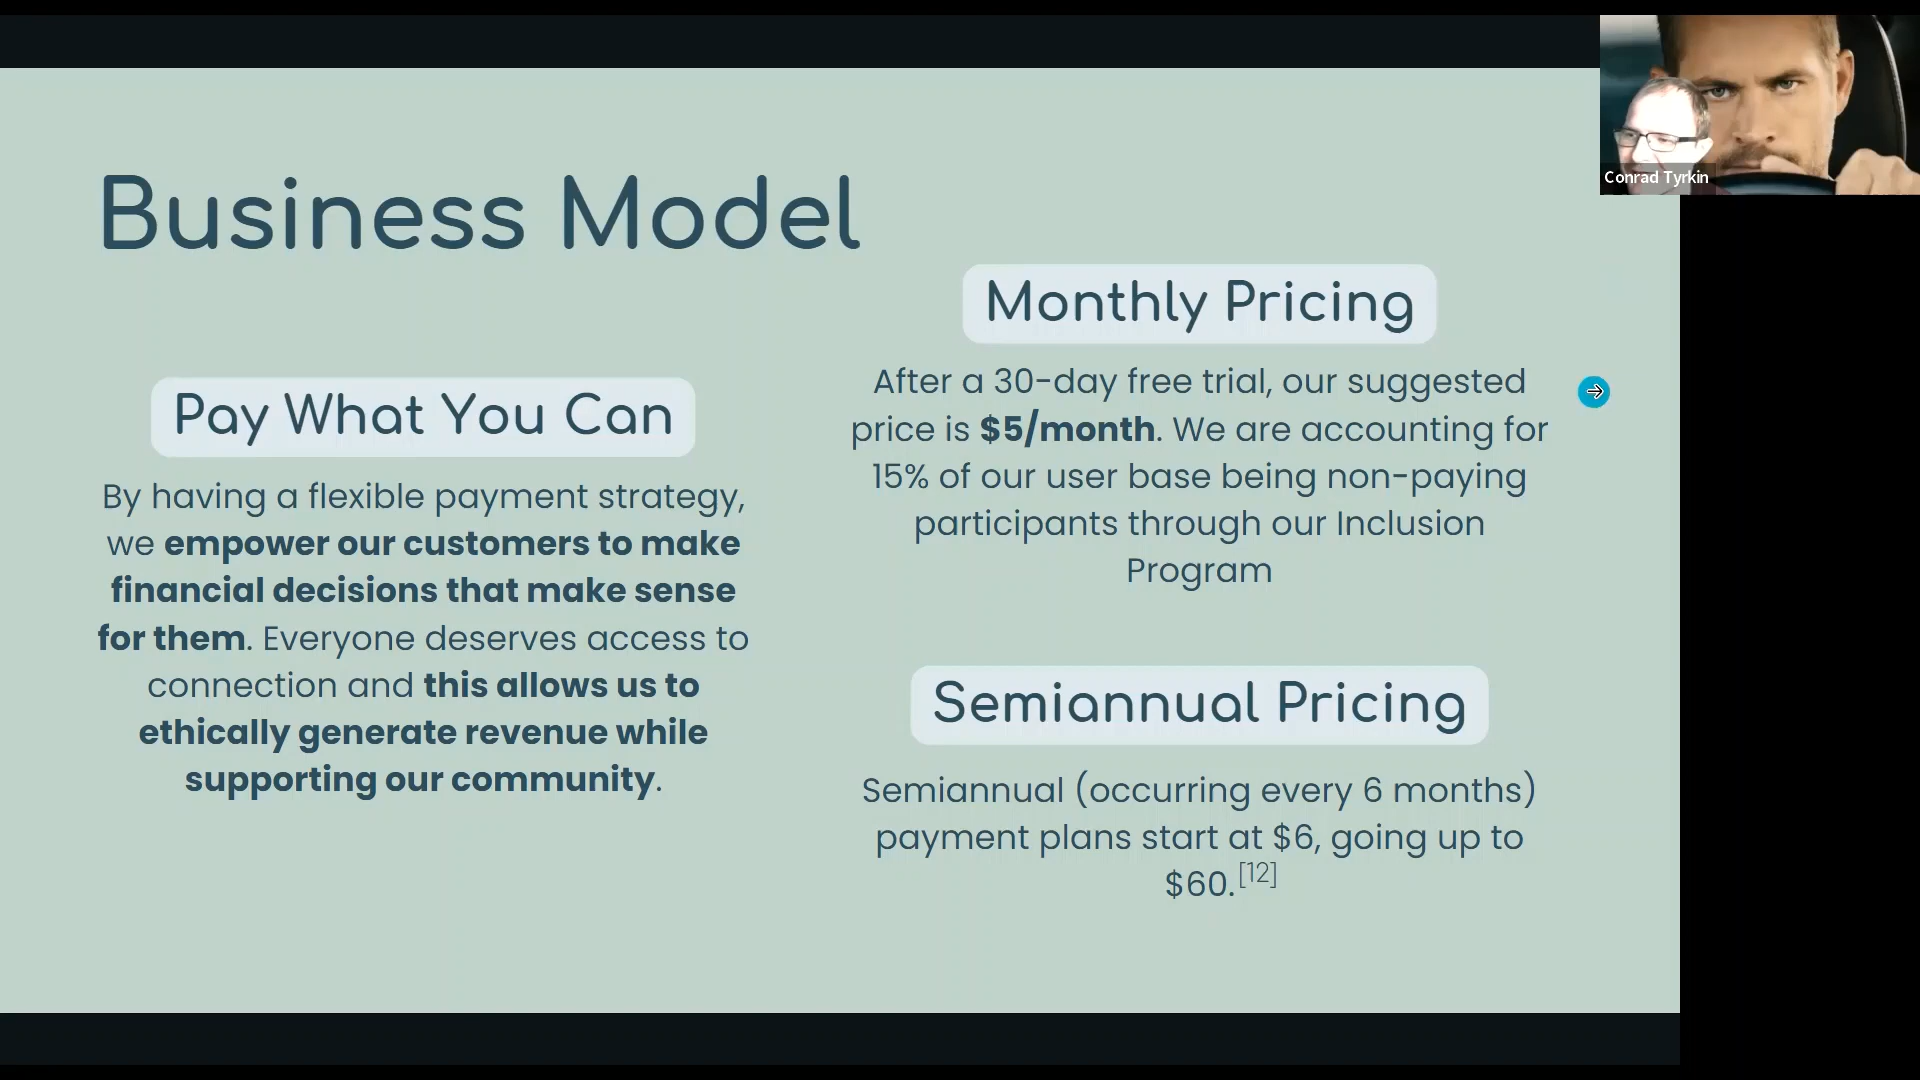 Business Model
Pay What You Can
By having a flexible payment strategy,
we empower our customers to make
financial decisions that make sense
for them. Everyone deserves access to
connection and this allows us to
ethically generate revenue while
supporting our community.
Monthly Pricing
After a 30-day free trial, our suggested
price is $5/month. We are accounting for
15% of our user base being non-paying
participants through our Inclusion
Program
Semiannual Pricing
Semiannual (occurring every 6 months)
payment plans start at $6, going up to
$60.[12]
Conrad Tyrkin